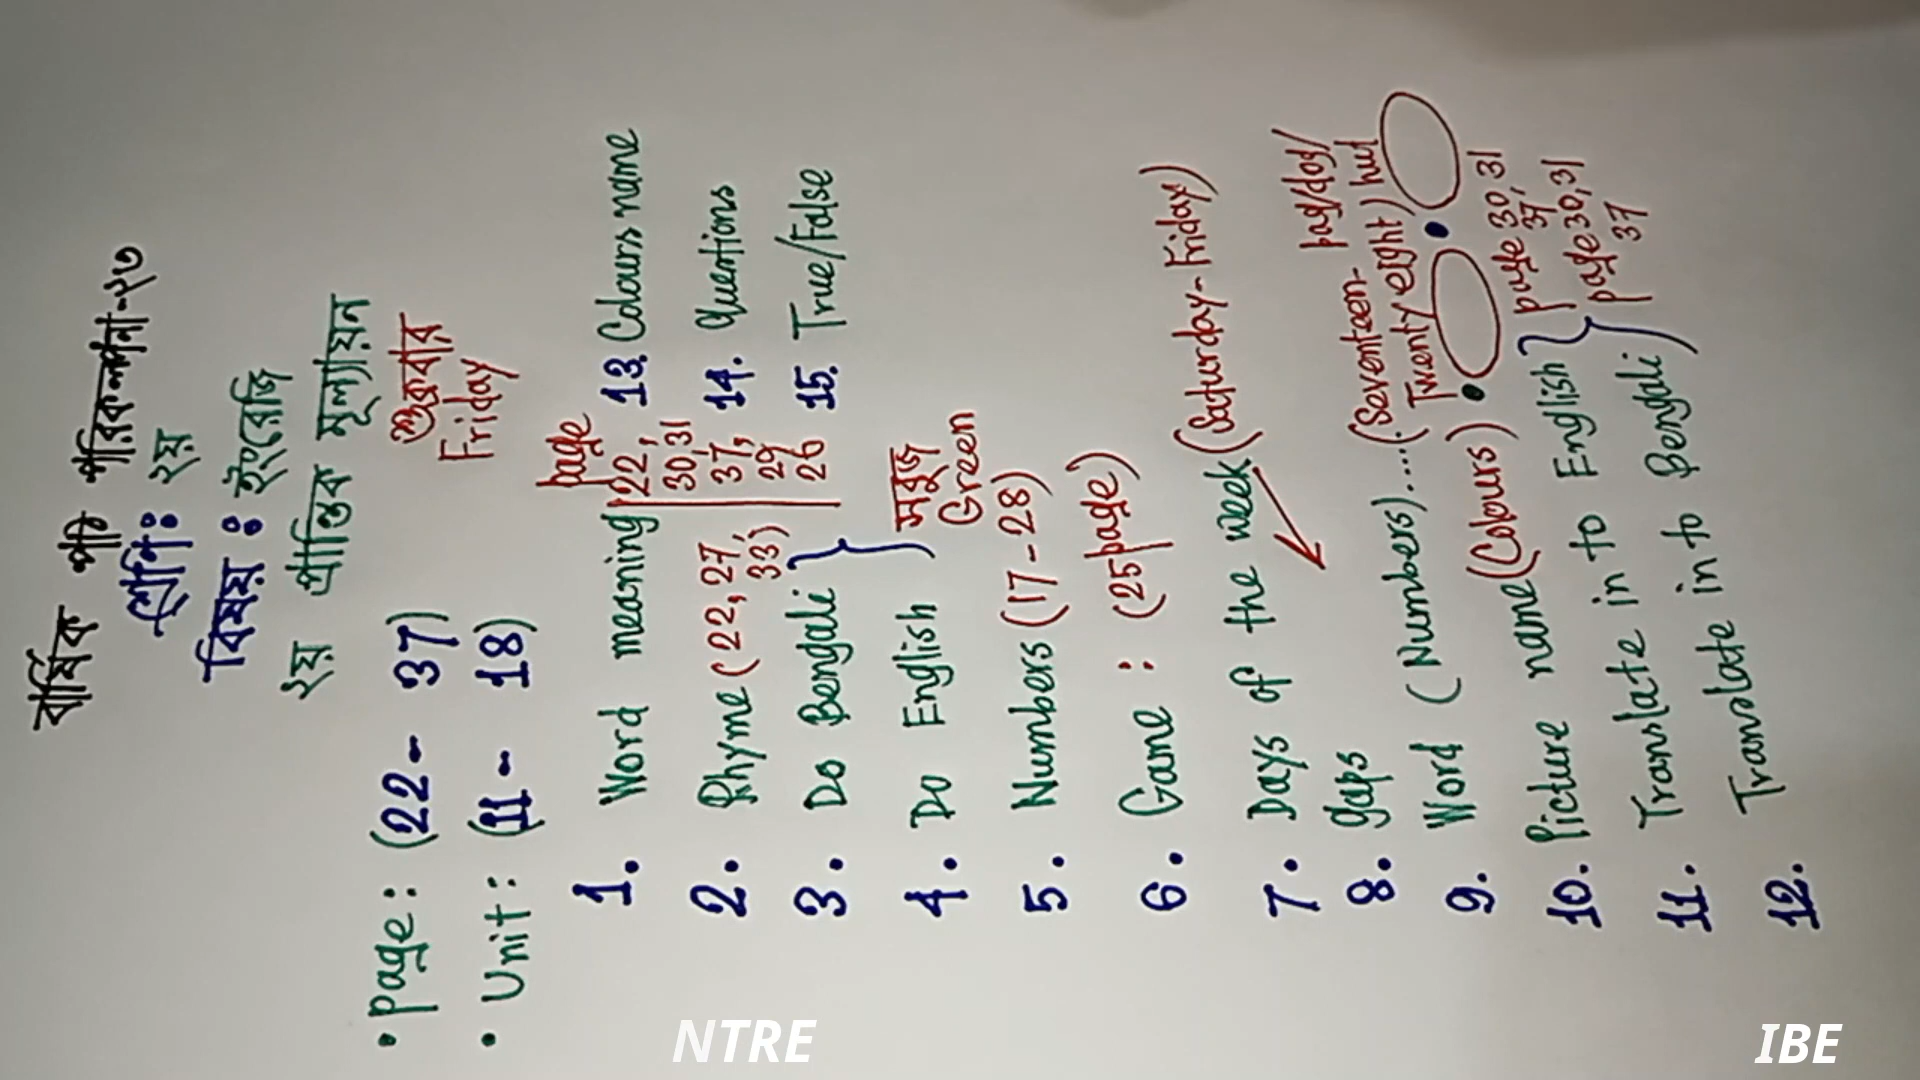 বার্ষিক পাঠ পরিকল্পনা-২৩
শ্রেণি: ২য়
বিষয়: ইংরেজি
২য় প্রান্তিক মূল্যায়ন
• Page: (22- 37)
শুক্রবার
• Unit: (11- 18)
Friday
1. Word meaning
page
22,
30,31
37,
29
26
2. Rhyme (22,27,
33)
3. Do Bengali
সবুজ
4. Do English
Green
5. Numbers (17-28)
6. Game : (25page)
7. Days of the week (Saturday-Friday)
8. gaps
9. Word (Numbers)....(Seventeen-
Twenty eight)
pag/dog/
hut
10. Picture name (Colours)
11. Translate in to English
page 30,31
37
12. Translate in to Bengali
page 30,31
37
13. Colours name
14. Questions
15. True/False
NTRE
IBE